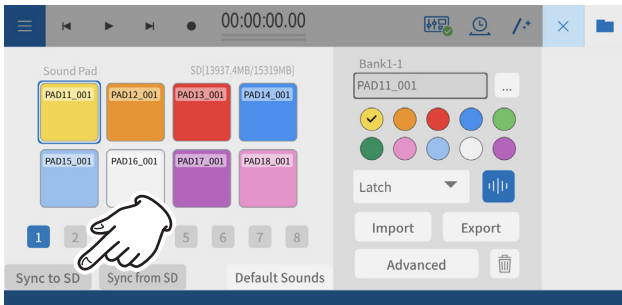 00:00:00.00
Sound Pad
SD[13937.4MB/15319MB]
PAD11_001
PAD12_001
PAD13_001
PAD14_001
PAD15_001
PAD16_001
PAD17_001
PAD18_001
1
2
5
6
7
8
Sync to SD
Sync from SD
Default Sounds
Bank1-1
PAD11_001
...
Latch
Import
Export
Advanced